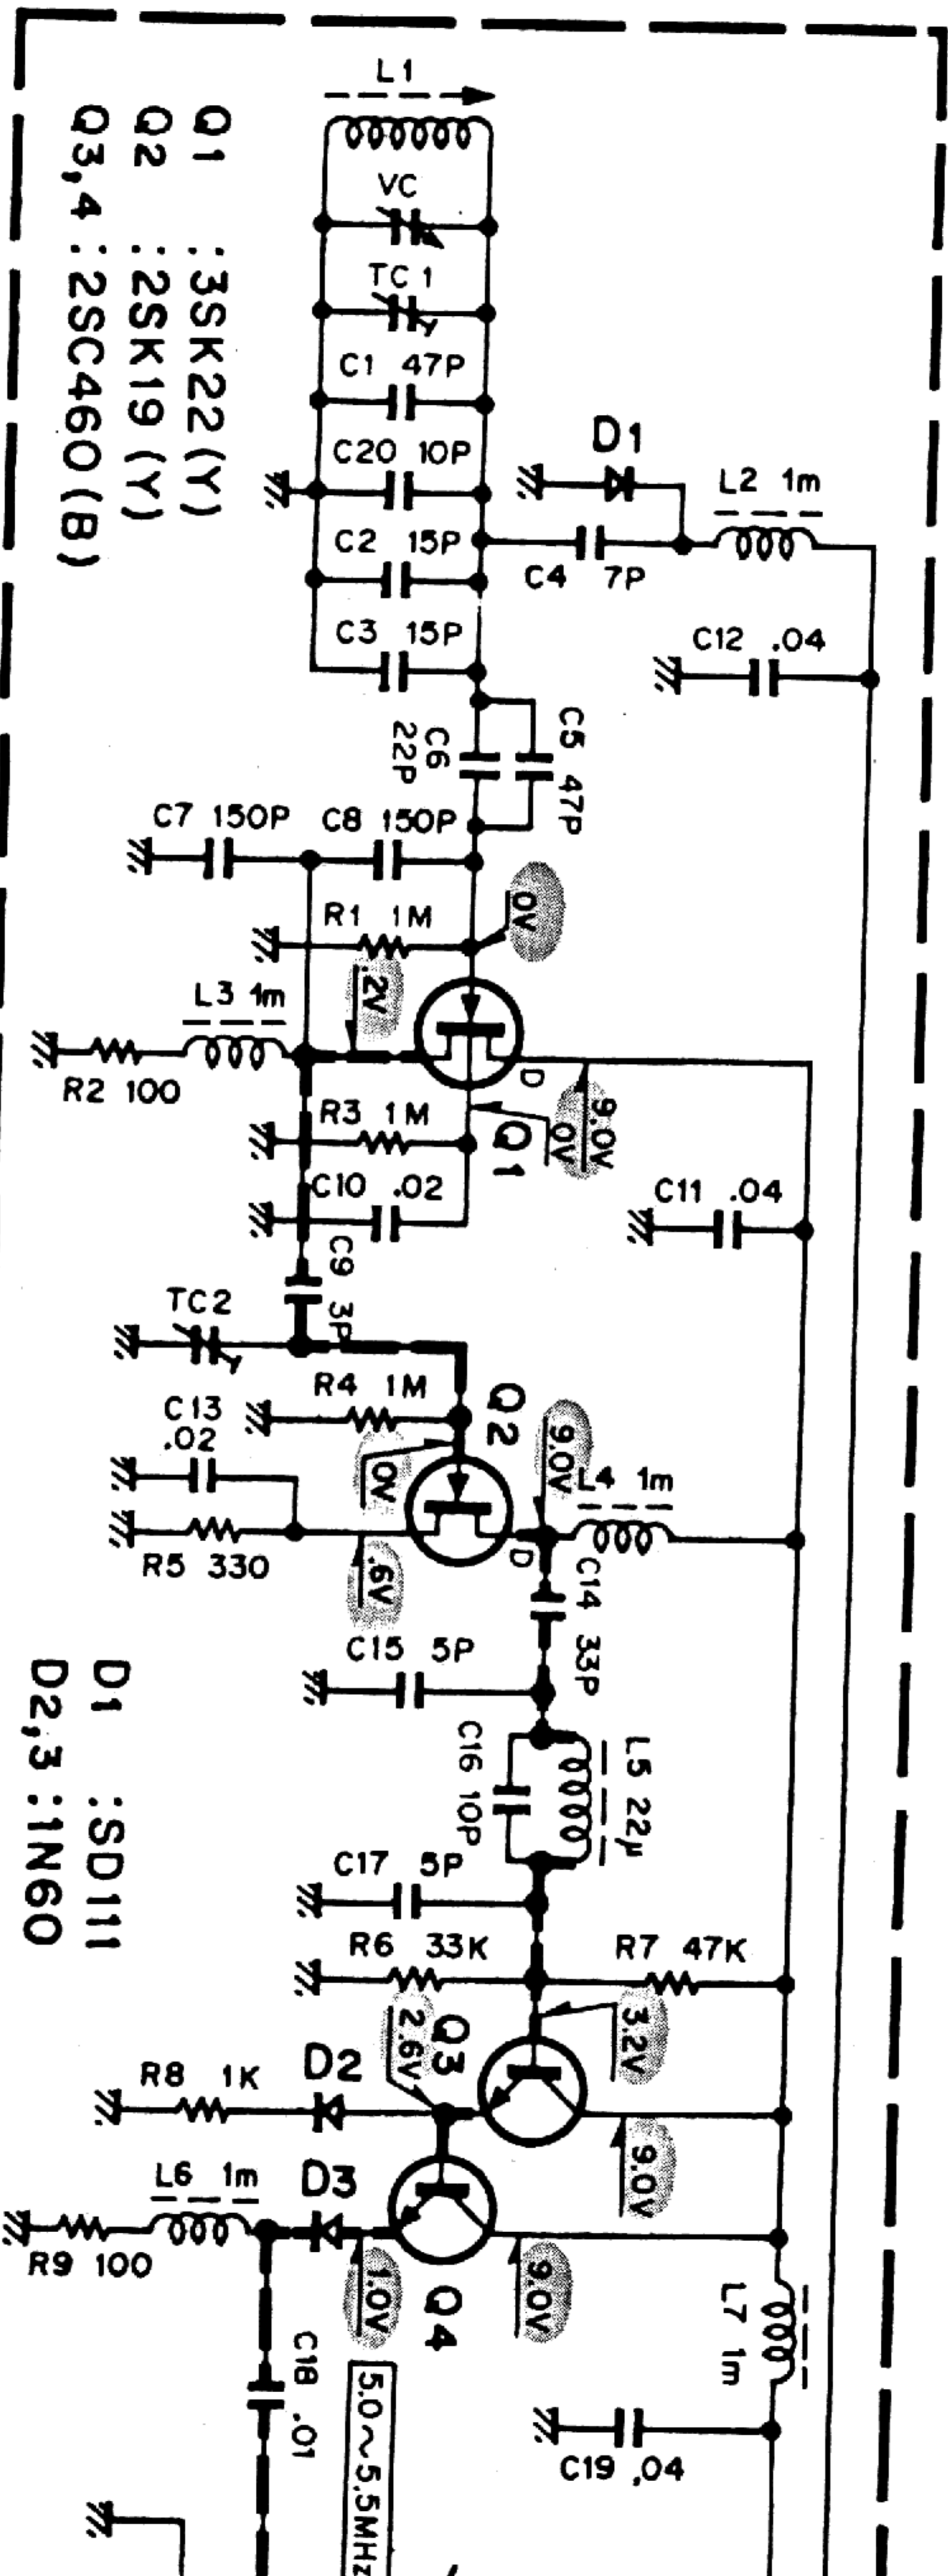 L1
VC
TC 1
C1 47P
C20 10P
C2 15P
C3 15P
D1
L2 1m
C4 7P
C12 .04
Q1 :3SK22(Y)
Q2 :2SK19(Y)
Q3,4 :2SC460(B)
C5 47P
C6
22P
C7 150P
C8 150P
0V
R1 1M
.2V
L3 1m
R2 100
D
9.0V
0V
Q1
R3 1M
C10 .02
C11 .04
C9 3P
TC2
R4 1M
Q2
C13
.02
0V
9.0V
L4 1m
R5 330
.6V
D
C14 33P
C15 5P
D1 :SD111
D2,3 :1N60
C16 10P
L5 22μ
C17 5P
R6 33K
R7 47K
2.6V
Q3
3.2V
R8 1K
D2
9.0V
L6 1m
D3
R9 100
1.0V
Q4
9.0V
L7 1m
C18 .01
5.0~5.5MHz
C19 .04